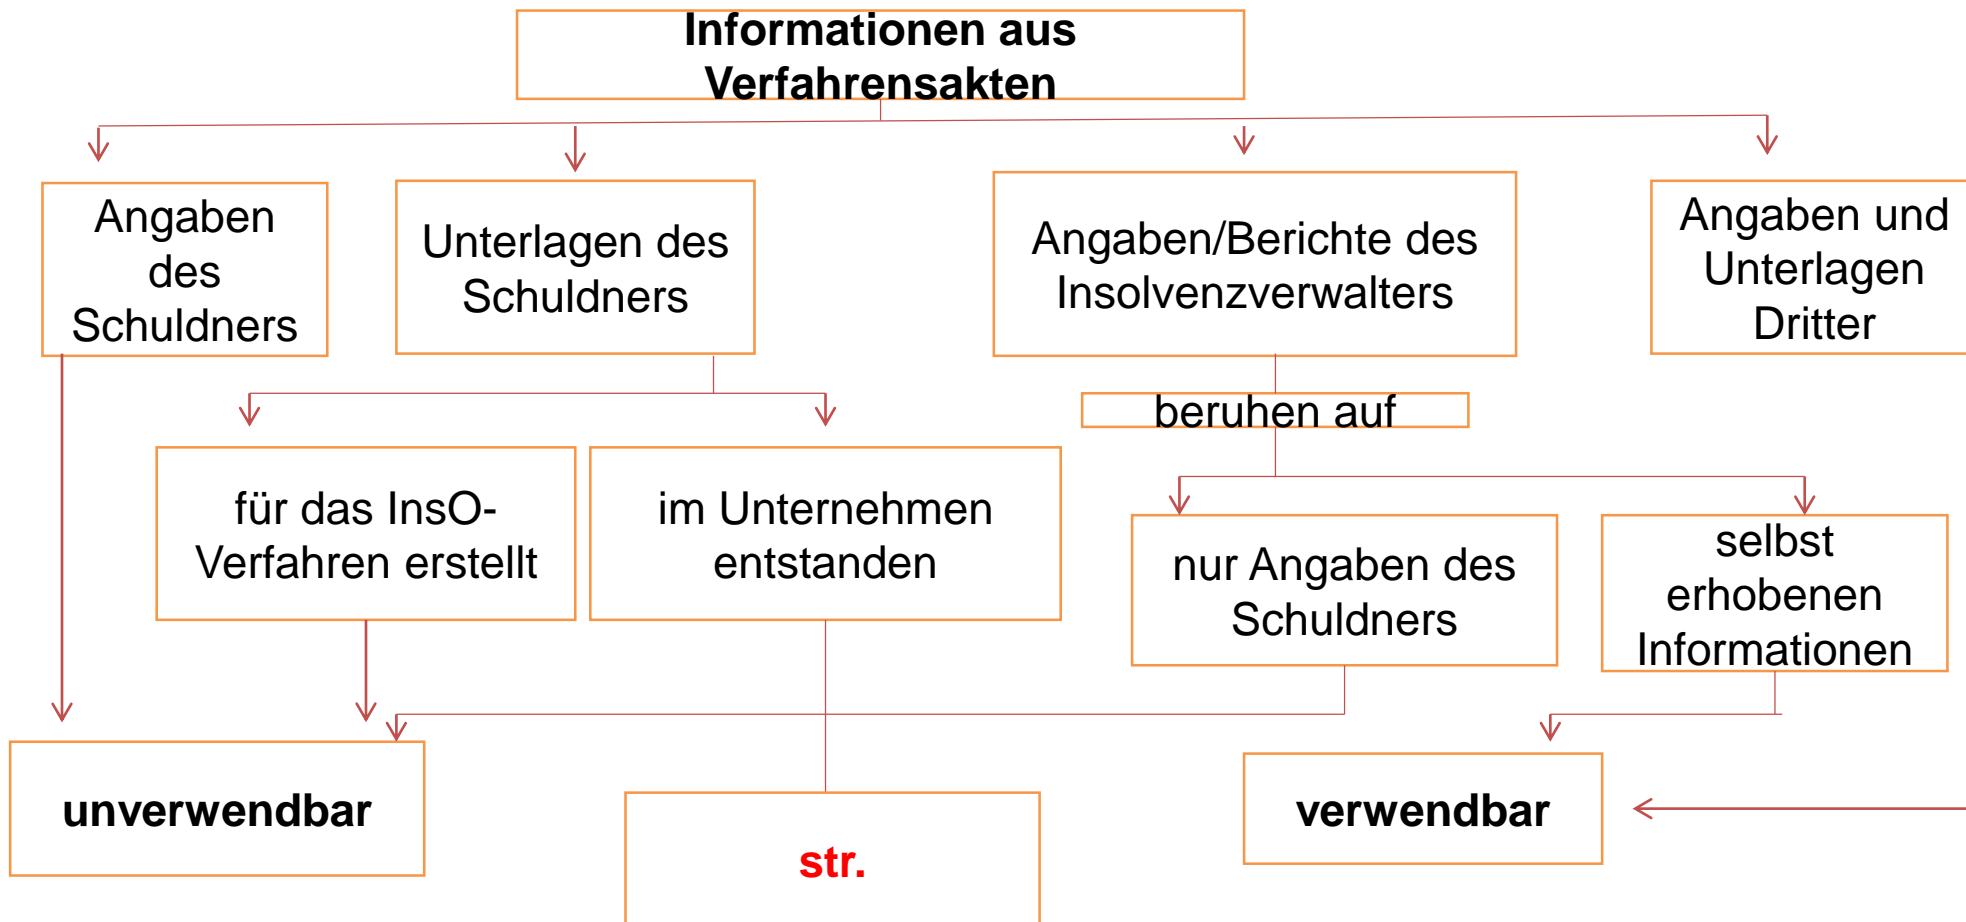 Informationen aus
Verfahrensakten
Angaben
des
Schuldners
Unterlagen des
Schuldners
Angaben/Berichte des
Insolvenzverwalters
Angaben und
Unterlagen
Dritter
beruhen auf
für das InsO-
Verfahren erstellt
im Unternehmen
entstanden
nur Angaben des
Schuldners
selbst
erhobenen
Informationen
unverwendbar
str.
verwendbar